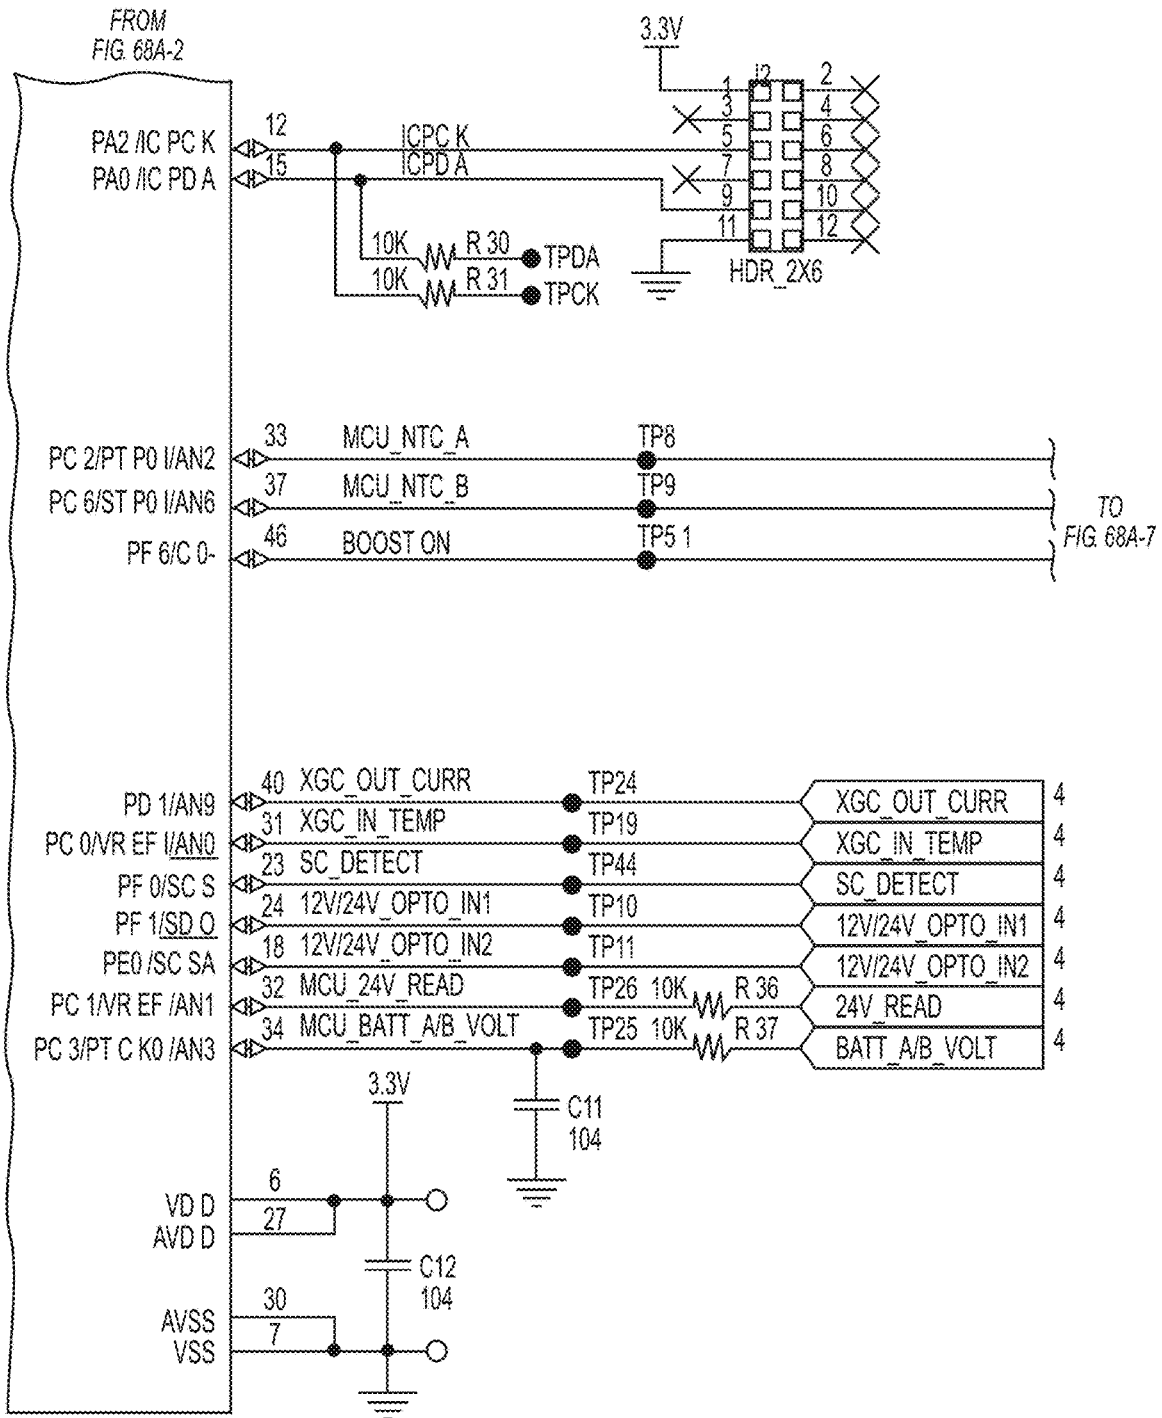 FROM
FIG. 68A-2
3.3V
J2
1 2
3 4
5 6
7 8
9 10
11 12
HDR_2X6
PA2 /IC PC K 12 ICPC K
PA0 /IC PD A 15 ICPD A
10K R 30 TPDA
10K R 31 TPCK
PC 2/PT P0 I/AN2 33 MCU_NTC_A TP8
PC 6/ST P0 I/AN6 37 MCU_NTC_B TP9
PF 6/C 0- 46 BOOST ON TP5 1
TO
FIG. 68A-7
PD 1/AN9 40 XGC_OUT_CURR TP24 XGC_OUT_CURR 4
PC 0/VR EF I/AN0 31 XGC_IN_TEMP TP19 XGC_IN_TEMP 4
PF 0/SC S 23 SC_DETECT TP44 SC_DETECT 4
PF 1/SD O 24 12V/24V_OPTO_IN1 TP10 12V/24V_OPTO_IN1 4
PE0 /SC SA 18 12V/24V_OPTO_IN2 TP11 12V/24V_OPTO_IN2 4
PC 1/VR EF /AN1 32 MCU_24V_READ TP26 10K R 36 24V_READ 4
PC 3/PT C K0 /AN3 34 MCU_BATT_A/B_VOLT TP25 10K R 37 BATT_A/B_VOLT 4
3.3V
C11
104
VD D 6
AVD D 27
C12
104
AVSS 30
VSS 7